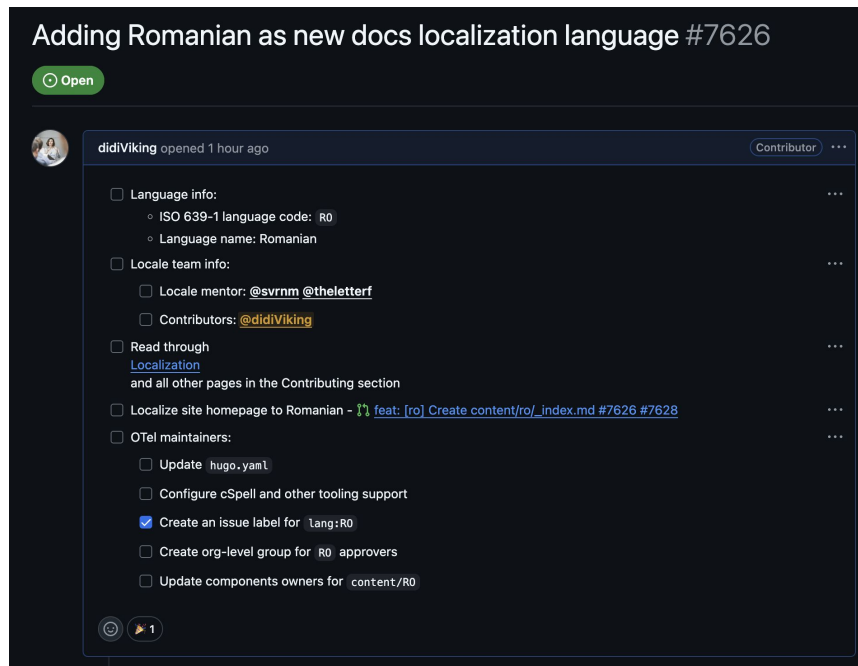 Adding Romanian as new docs localization language #7626
Open
didiViking opened 1 hour ago
Contributor
Language info:
ISO 639-1 language code: RO
Language name: Romanian
Locale team info:
Locale mentor: @svrnm @theletterf
Contributors: @didiViking
Read through
Localization
and all other pages in the Contributing section
Localize site homepage to Romanian - feat: [ro] Create content/ro/_index.md #7626 #7628
OTel maintainers:
Update hugo.yaml
Configure cSpell and other tooling support
Create an issue label for lang:RO
Create org-level group for RO approvers
Update components owners for content/RO
1